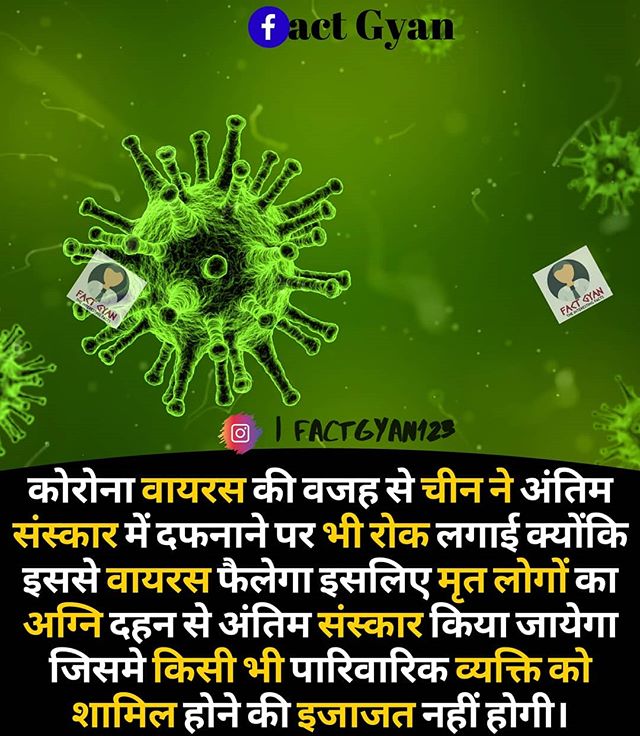 fact Gyan
FACT GYAN
FACT GYAN
| FACTGYAN123
कोरोना वायरस की वजह से चीन ने अंतिम
संस्कार में दफनाने पर भी रोक लगाई क्योंकि
इससे वायरस फैलेगा इसलिए मृत लोगों का
अग्नि दहन से अंतिम संस्कार किया जायेगा
जिसमे किसी भी पारिवारिक व्यक्ति को
शामिल होने की इजाजत नहीं होगी।